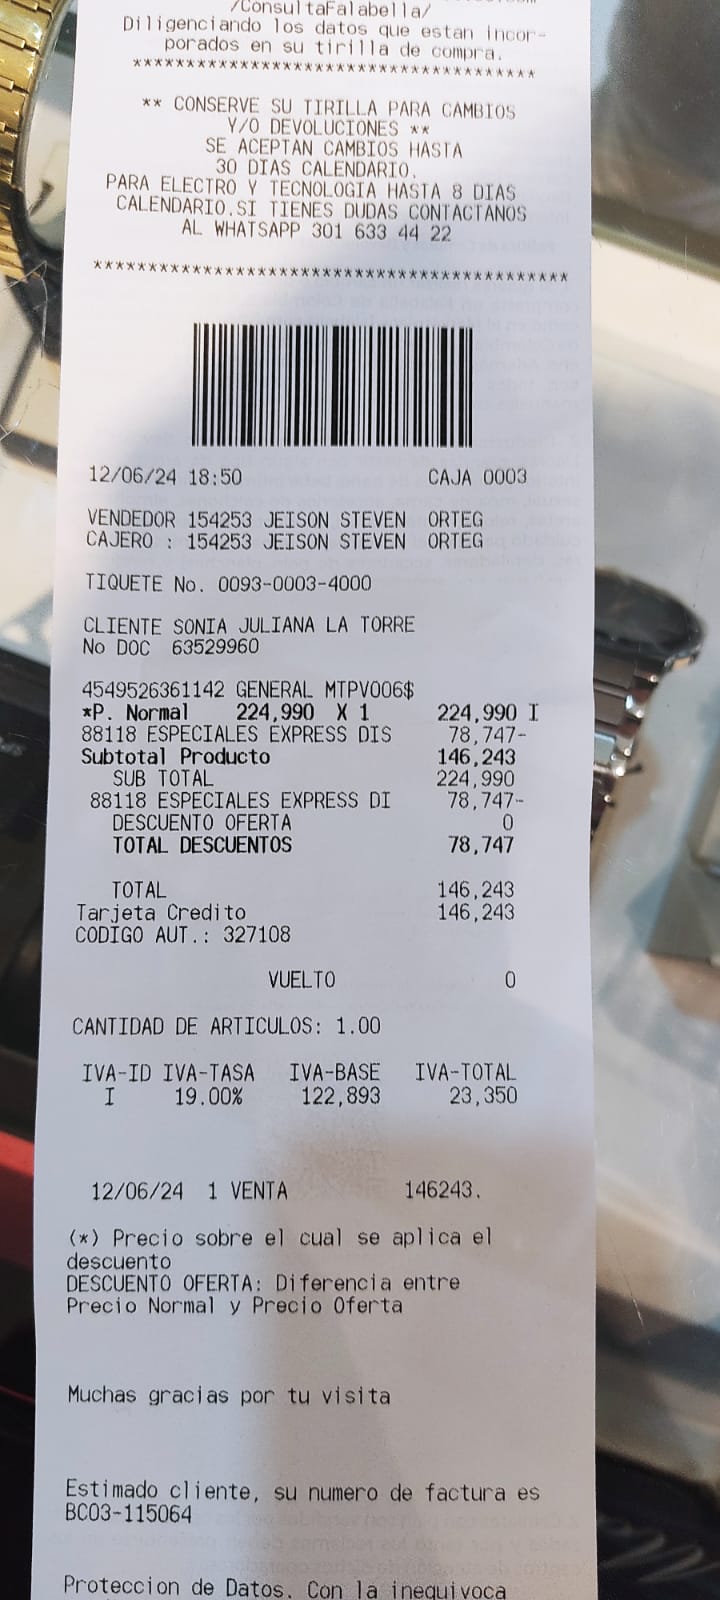 /ConsultaFalabella/
Diligenciando los datos que estan incor-
porados en su tirilla de compra.
**************************************
** CONSERVE SU TIRILLA PARA CAMBIOS
Y/O DEVOLUCIONES **
SE ACEPTAN CAMBIOS HASTA
30 DIAS CALENDARIO.
PARA ELECTRO Y TECNOLOGIA HASTA 8 DIAS
CALENDARIO.SI TIENES DUDAS CONTACTANOS
AL WHATSAPP 301 633 44 22
*******************************************
12/06/24 18:50 CAJA 0003
VENDEDOR 154253 JEISON STEVEN ORTEG
CAJERO : 154253 JEISON STEVEN ORTEG
TIQUETE No. 0093-0003-4000
CLIENTE SONIA JULIANA LA TORRE
No DOC 63529960
4549526361142 GENERAL MTPV006$
*P. Normal 224,990 X 1 224,990 I
88118 ESPECIALES EXPRESS DIS 78,747-
Subtotal Producto 146,243
SUB TOTAL 224,990
88118 ESPECIALES EXPRESS DI 78,747-
DESCUENTO OFERTA 0
TOTAL DESCUENTOS 78,747
TOTAL 146,243
Tarjeta Credito 146,243
CODIGO AUT.: 327108
VUELTO 0
CANTIDAD DE ARTICULOS: 1.00
IVA-ID IVA-TASA IVA-BASE IVA-TOTAL
I 19.00% 122,893 23,350
12/06/24 1 VENTA 146243.
(*) Precio sobre el cual se aplica el
descuento
DESCUENTO OFERTA: Diferencia entre
Precio Normal y Precio Oferta
Muchas gracias por tu visita
Estimado cliente, su numero de factura es
BC03-115064
Proteccion de Datos. Con la inequivoca